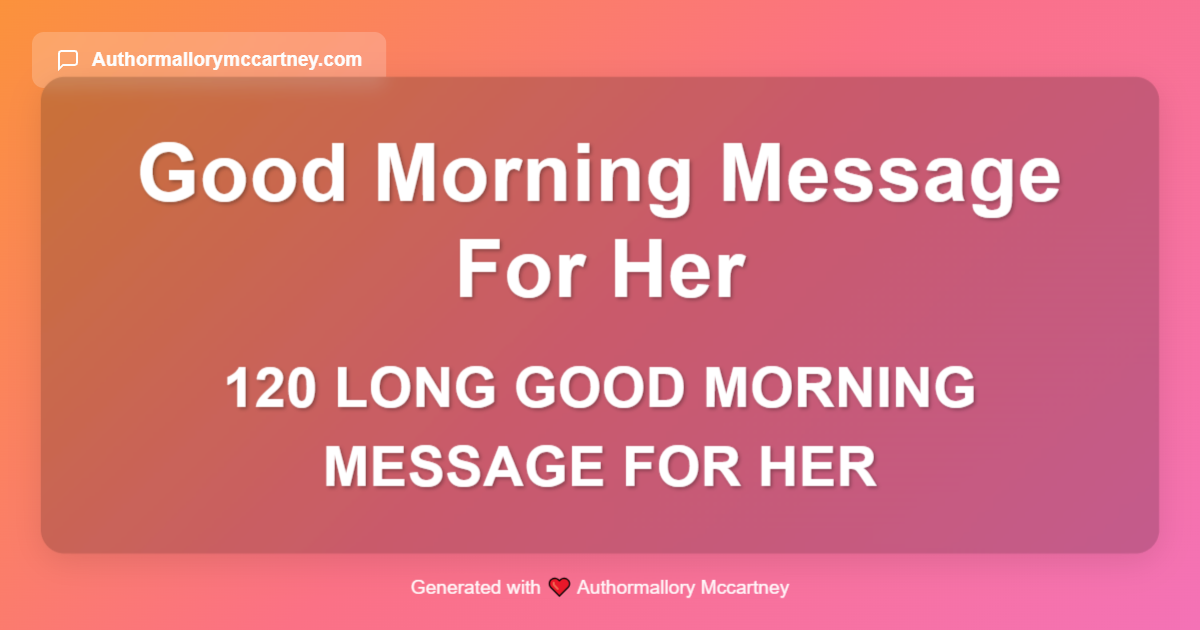 Authormallorymccartney.com
Good Morning Message
For Her
120 LONG GOOD MORNING
MESSAGE FOR HER
Generated with ❤️ Authormallory Mccartney